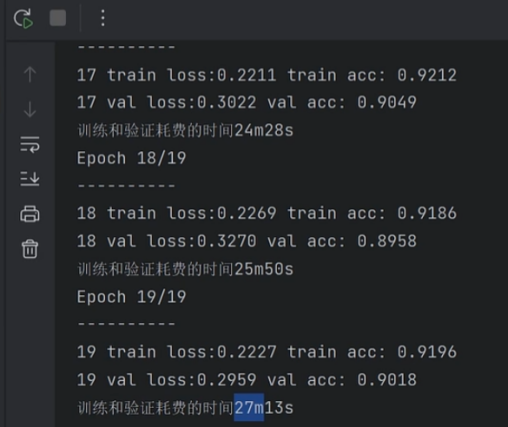 ----------
17 train loss:0.2211 train acc: 0.9212
17 val loss:0.3022 val acc: 0.9049
训练和验证耗费的时间24m28s
Epoch 18/19
----------
18 train loss:0.2269 train acc: 0.9186
18 val loss:0.3270 val acc: 0.8958
训练和验证耗费的时间25m50s
Epoch 19/19
----------
19 train loss:0.2227 train acc: 0.9196
19 val loss:0.2959 val acc: 0.9018
训练和验证耗费的时间27m13s